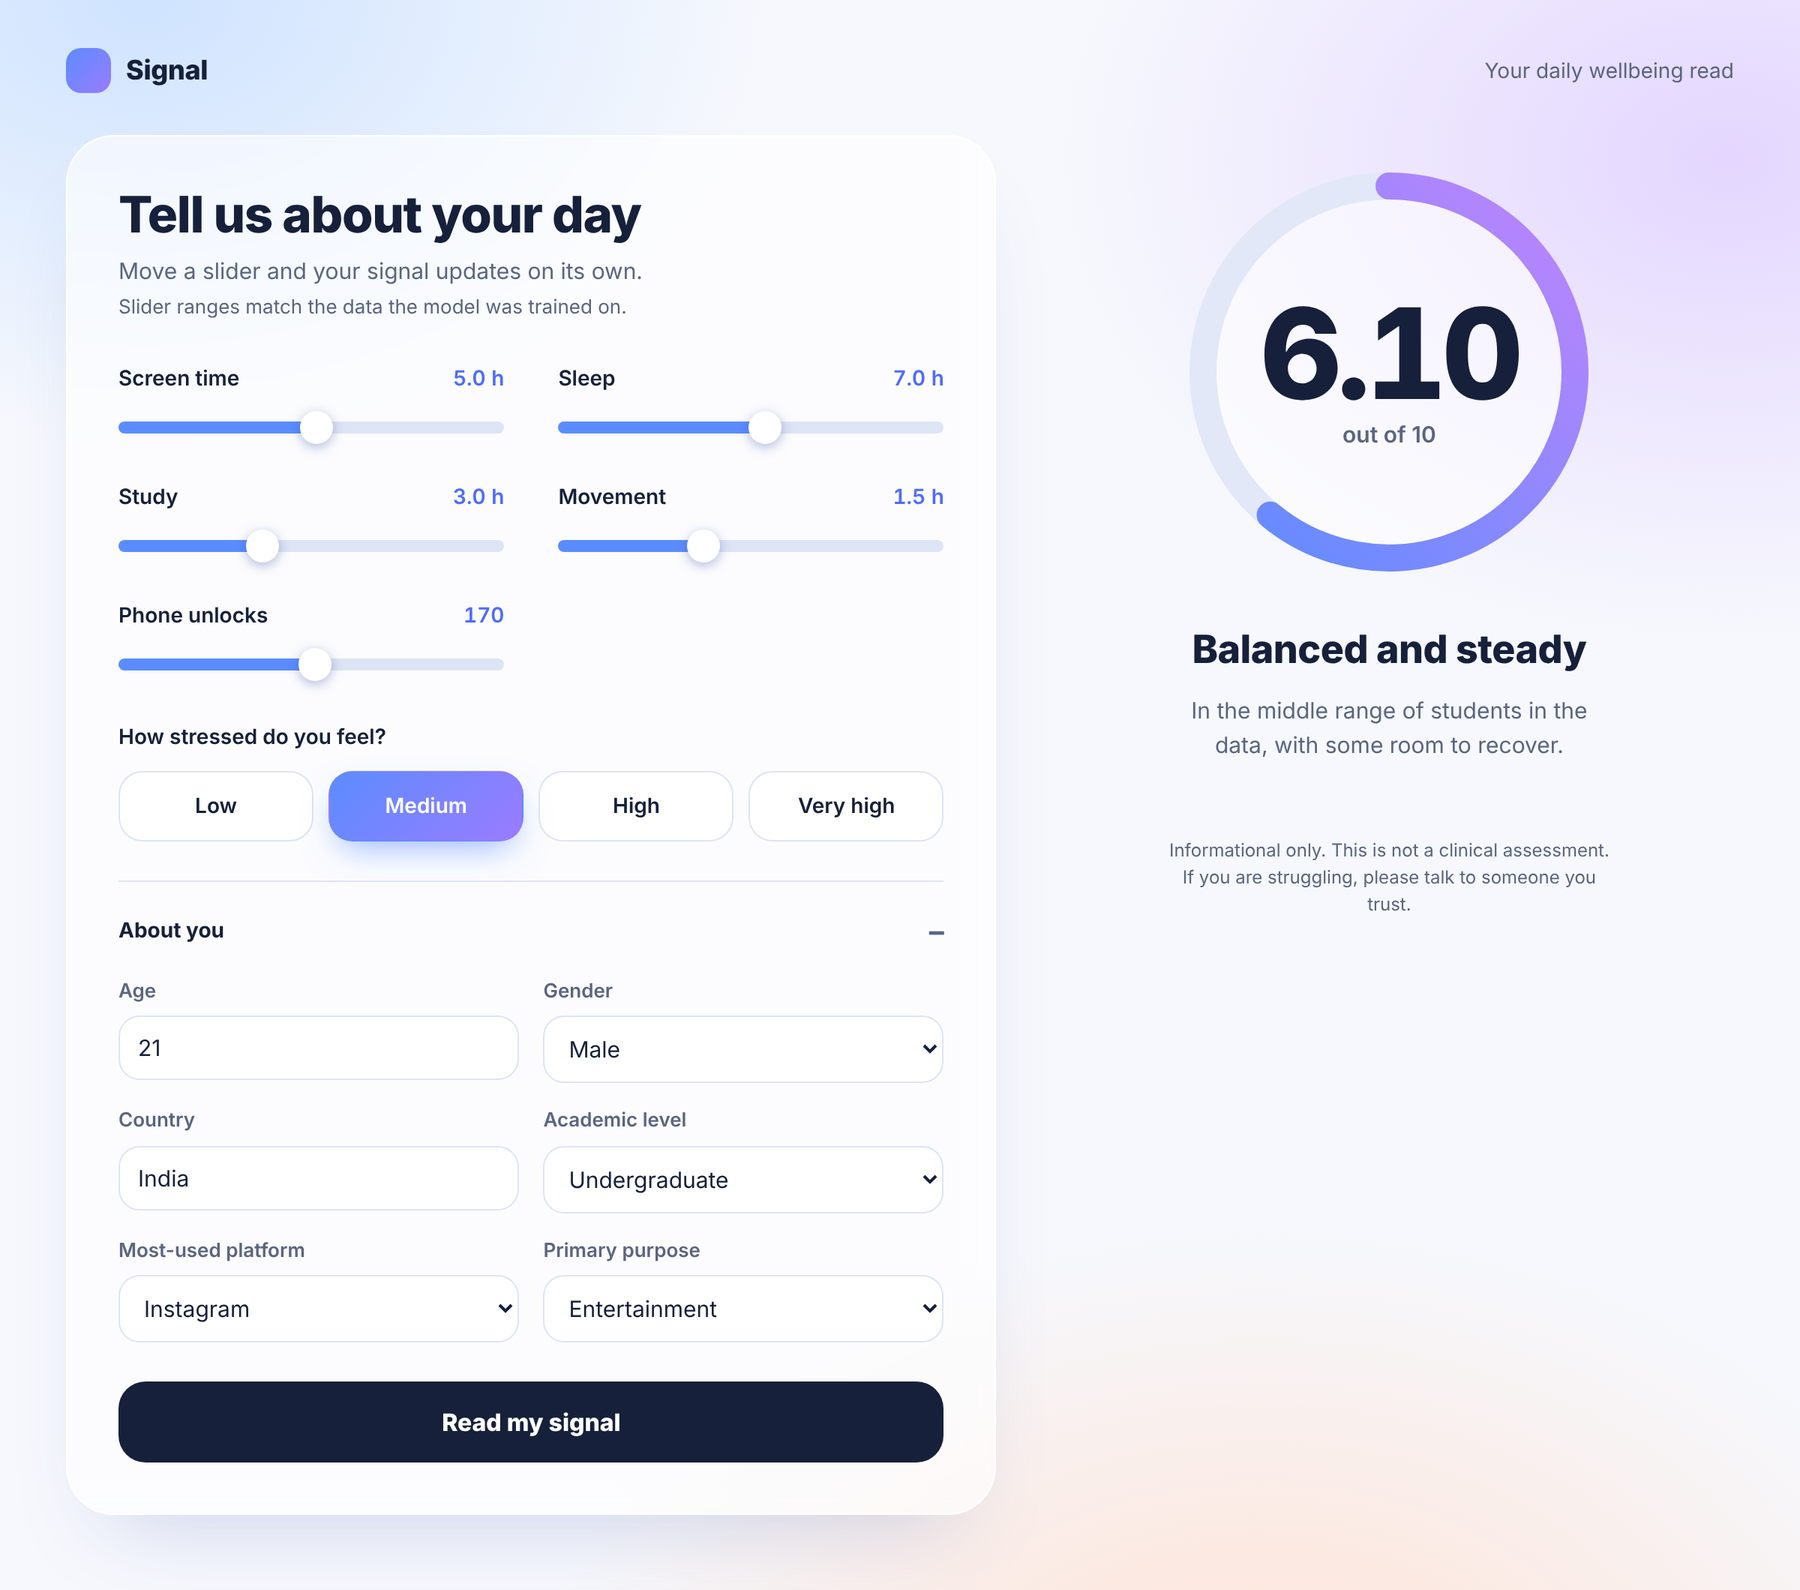 Signal
Your daily wellbeing read
Tell us about your day
Move a slider and your signal updates on its own.
Slider ranges match the data the model was trained on.
Screen time 5.0 h
Sleep 7.0 h
Study 3.0 h
Movement 1.5 h
Phone unlocks 170
How stressed do you feel?
Low
Medium
High
Very high
About you
Age
Gender
21
Male
Country
Academic level
India
Undergraduate
Most-used platform
Primary purpose
Instagram
Entertainment
Read my signal
6.10
out of 10
Balanced and steady
In the middle range of students in the
data, with some room to recover.
Informational only. This is not a clinical assessment.
If you are struggling, please talk to someone you
trust.